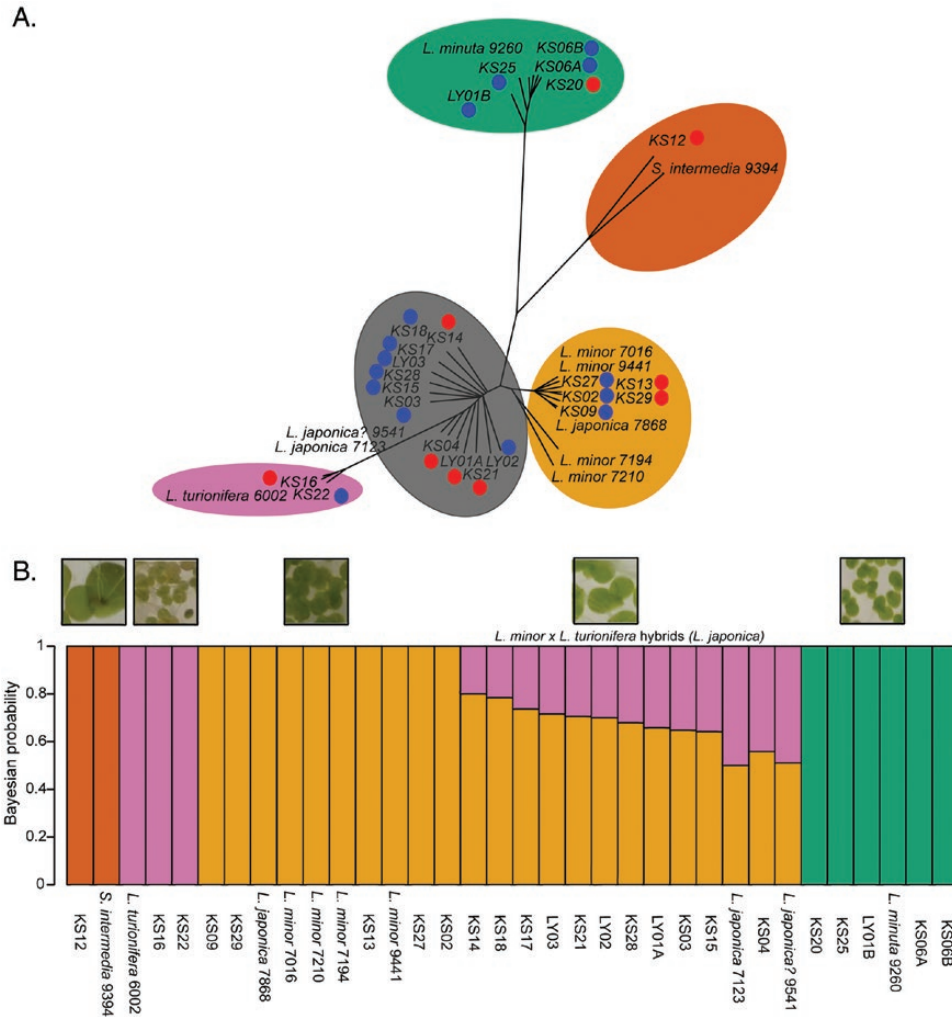 A.
L. minuta 9260
KS06B
KS25
KS06A
KS20
LY01B
KS12
S. intermedia 9394
KS18
KS14
KS17
LY03
KS28
KS15
KS03
L. minor 7016
L. minor 9441
KS27
KS13
KS02
KS29
KS09
L. japonica 7868
L. japonica? 9541
L. japonica 7123
KS04
LY01A
LY02
KS21
L. minor 7194
L. minor 7210
KS16
L. turionifera 6002
KS22
B.
L. minor x L. turionifera hybrids (L. japonica)
Bayesian probability
1
0.8
0.6
0.4
0.2
0
KS12
S. intermedia 9394
L. turionifera 6002
KS16
KS22
KS09
KS29
L. japonica 7868
L. minor 7016
L. minor 7210
L. minor 7194
KS13
L. minor 9441
KS27
KS02
KS14
KS18
KS17
LY03
KS21
LY02
KS28
LY01A
KS03
KS15
L. japonica 7123
KS04
L. japonica? 9541
KS20
KS25
LY01B
L. minuta 9260
KS06A
KS06B